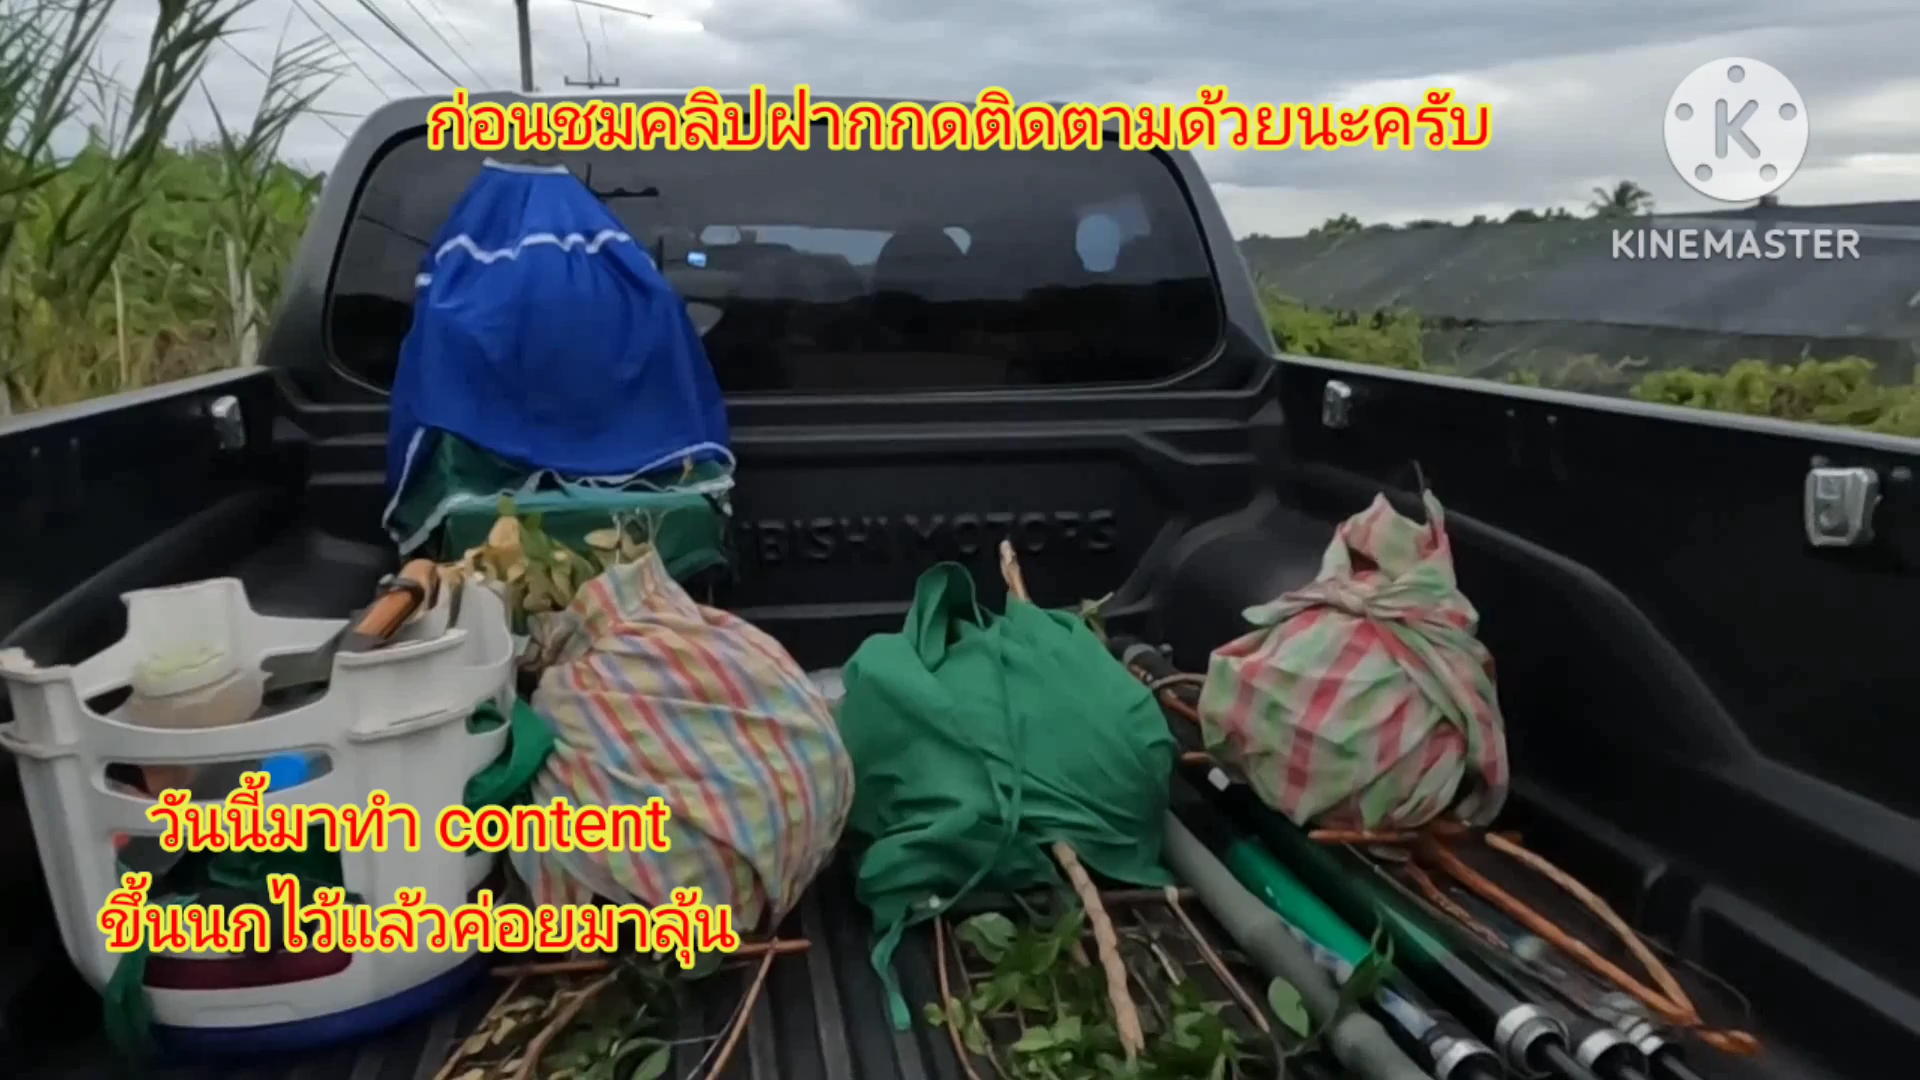 ก่อนชมคลิปฝากกดติดตามด้วยนะครับ
K
KINEMASTER
BISHI MOTORS
วันนี้มาทำ content
ขึ้นนกไว้แล้วค่อยมาลุ้น